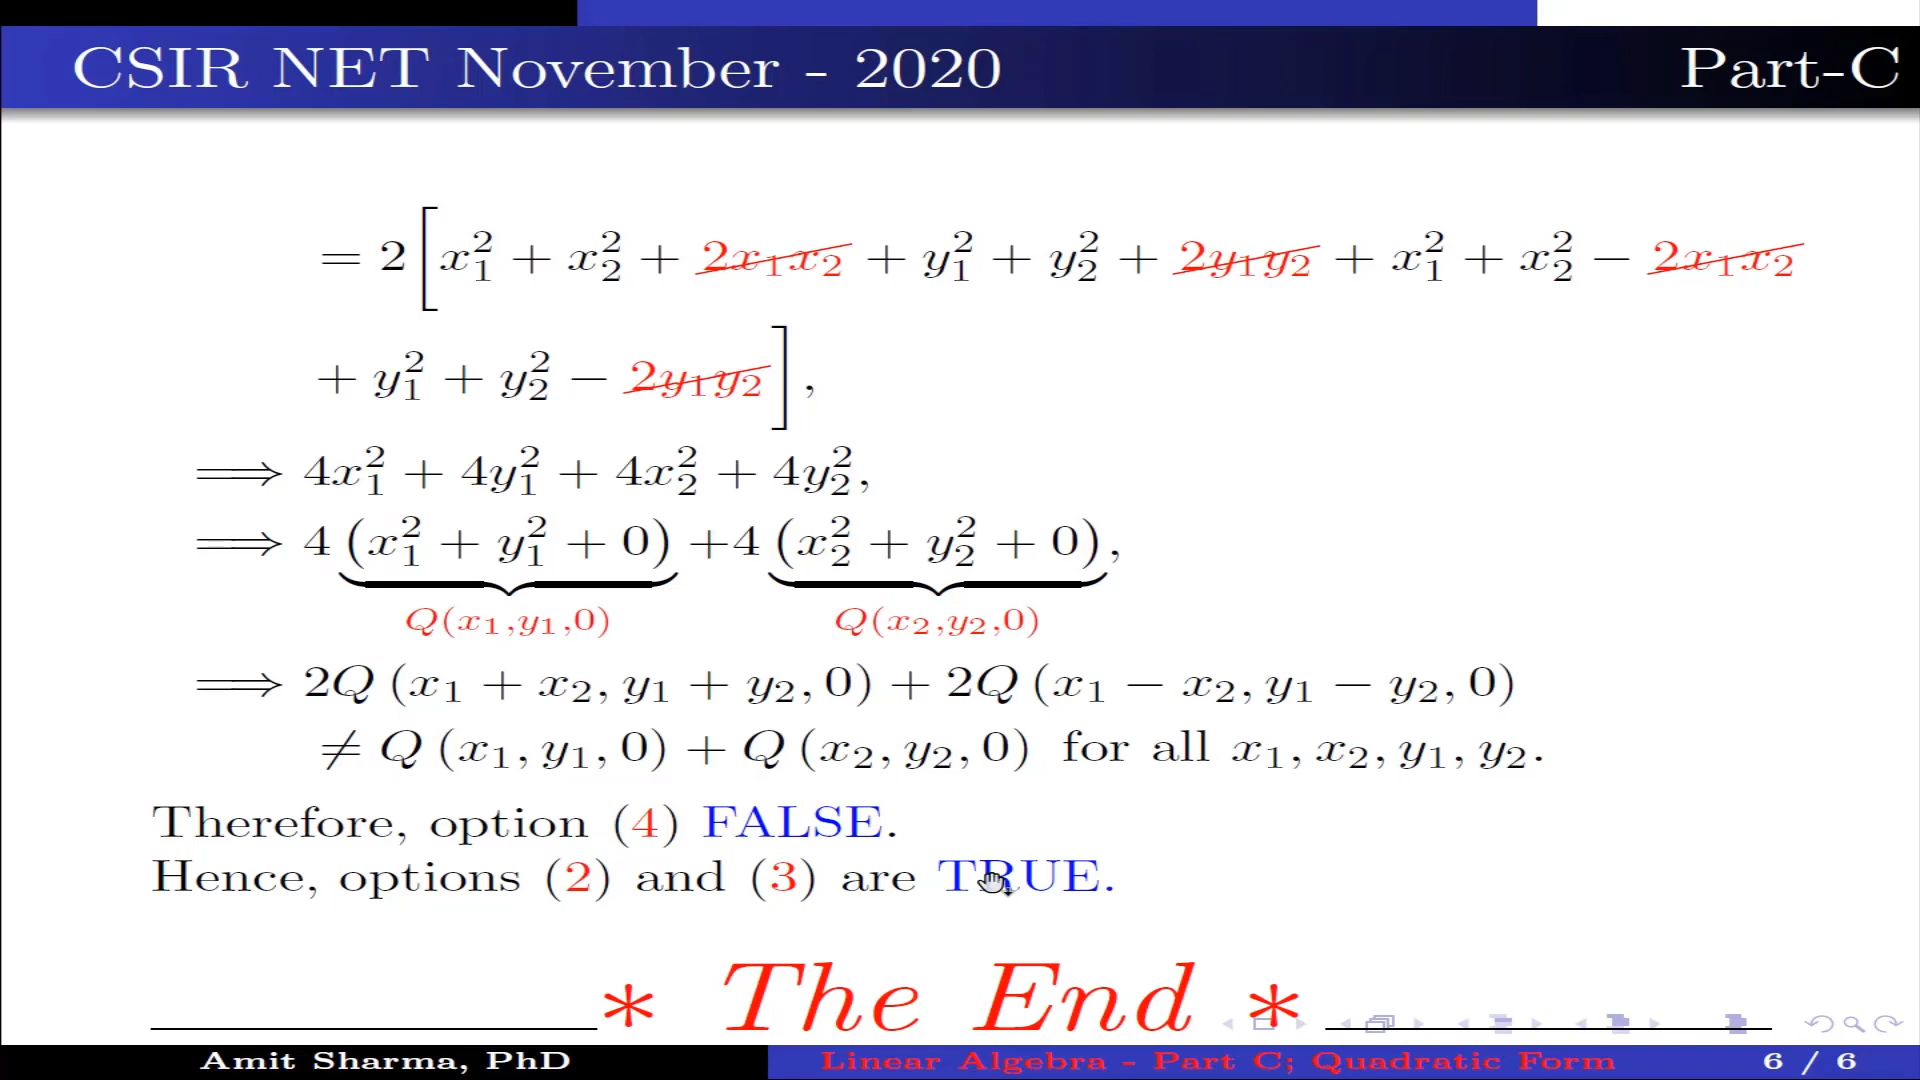 CSIR NET November - 2020 Part-C
= 2[x₁² + x₂² + 2x₁x₂ + y₁² + y₂² + 2y₁y₂ + x₁² + x₂² − 2x₁x₂
+ y₁² + y₂² − 2y₁y₂],
⟹ 4x₁² + 4y₁² + 4x₂² + 4y₂²,
⟹ 4 (x₁² + y₁² + 0) +4 (x₂² + y₂² + 0),
Q(x₁,y₁,0) Q(x₂,y₂,0)
⟹ 2Q (x₁ + x₂, y₁ + y₂, 0) + 2Q (x₁ − x₂, y₁ − y₂, 0)
≠ Q (x₁, y₁, 0) + Q (x₂, y₂, 0) for all x₁, x₂, y₁, y₂.
Therefore, option (4) FALSE.
Hence, options (2) and (3) are TRUE.
* The End *
Amit Sharma, PhD Linear Algebra - Part C; Quadratic Form 6 / 6